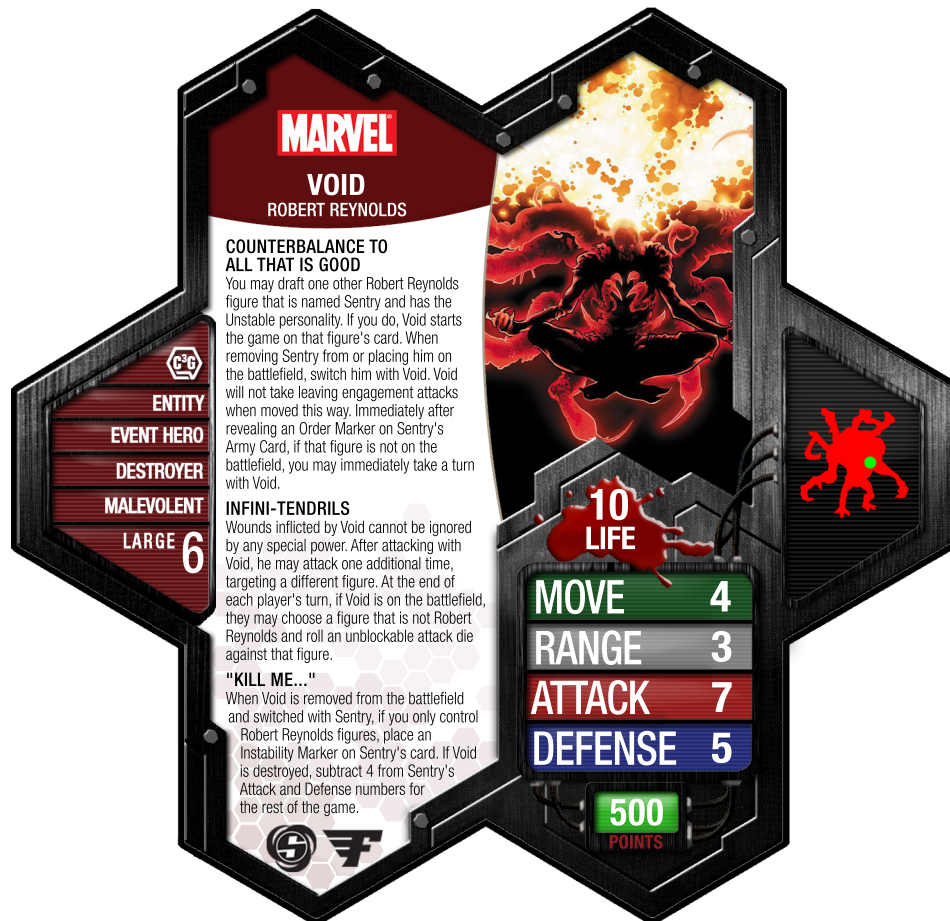 MARVEL
VOID
ROBERT REYNOLDS
COUNTERBALANCE TO
ALL THAT IS GOOD
You may draft one other Robert Reynolds
figure that is named Sentry and has the
Unstable personality. If you do, Void starts
the game on that figure's card. When
removing Sentry from or placing him on
the battlefield, switch him with Void. Void
will not take leaving engagement attacks
when moved this way. Immediately after
revealing an Order Marker on Sentry's
Army Card, if that figure is not on the
battlefield, you may immediately take a turn
with Void.
INFINI-TENDRILS
Wounds inflicted by Void cannot be ignored
by any special power. After attacking with
Void, he may attack one additional time,
targeting a different figure. At the end of
each player's turn, if Void is on the battlefield,
they may choose a figure that is not Robert
Reynolds and roll an unblockable attack die
against that figure.
"KILL ME..."
When Void is removed from the battlefield
and switched with Sentry, if you only control
Robert Reynolds figures, place an
Instability Marker on Sentry's card. If Void
is destroyed, subtract 4 from Sentry's
Attack and Defense numbers for
the rest of the game.
S F
C³G
ENTITY
EVENT HERO
DESTROYER
MALEVOLENT
LARGE 6
10
LIFE
MOVE 4
RANGE 3
ATTACK 7
DEFENSE 5
500
POINTS